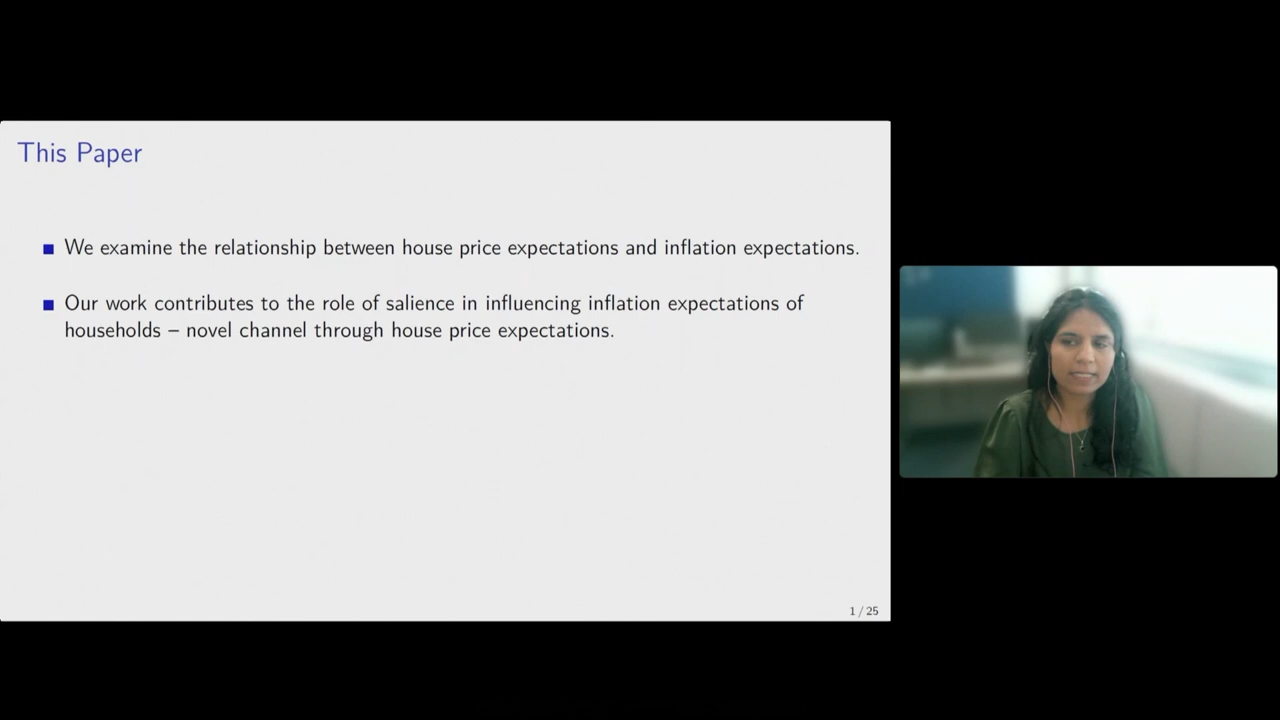 This Paper
We examine the relationship between house price expectations and inflation expectations.
Our work contributes to the role of salience in influencing inflation expectations of
households – novel channel through house price expectations.
1 / 25